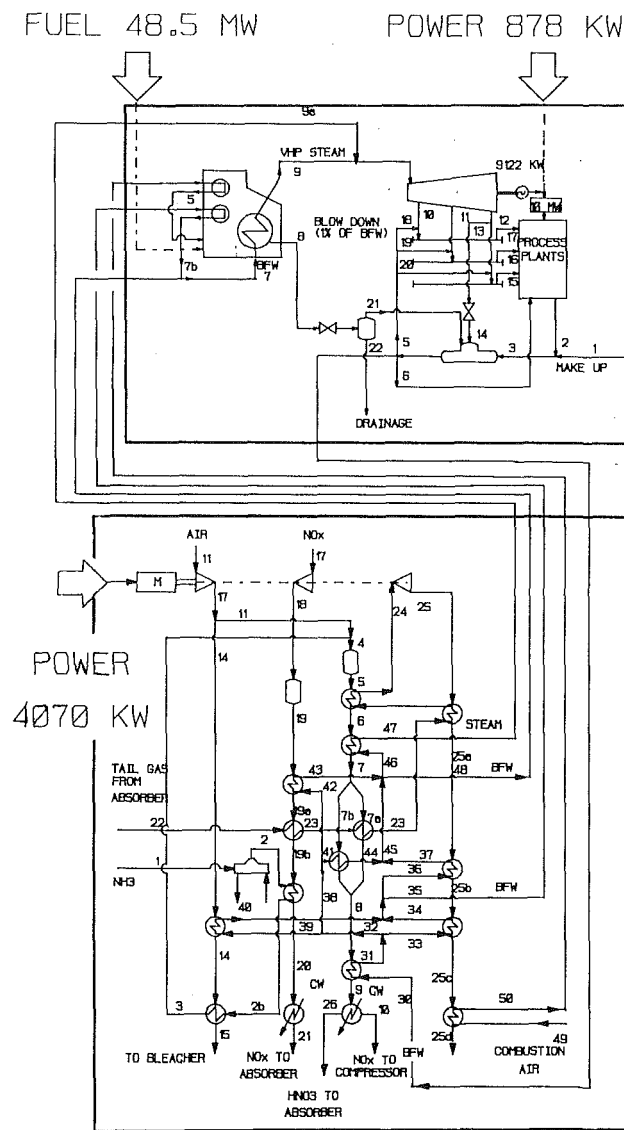 FUEL 48.5 MW
POWER 878 KW
9a
VHP STEAM
9
9122 KW
10 MW
5
BLOW DOWN
(1% OF BFW)
18
10
11
12
13
17
19
PROCESS
PLANTS
8
16
20
15
7b
BFW
7
21
14
22
5
3
2
1
6
MAKE UP
DRAINAGE
AIR
NOx
11
17
M
17
18
24
25
11
4
POWER
4070 KW
14
5
19
6
STEAM
47
TAIL GAS
FROM
ABSORBER
43
46
25a
48
BFW
42
7
22
19a
23
7b
7a
23
1
2
19b
41
44
45
37
36
NH3
25b
BFW
40
38
35
8
34
39
32
33
14
20
31
25c
CW
9
CW
30
50
3
2b
26
10
15
21
25d
49
TO BLEACHER
NOx TO
ABSORBER
NOx TO
COMPRESSOR
BFW
COMBUSTION
AIR
HNO3 TO
ABSORBER